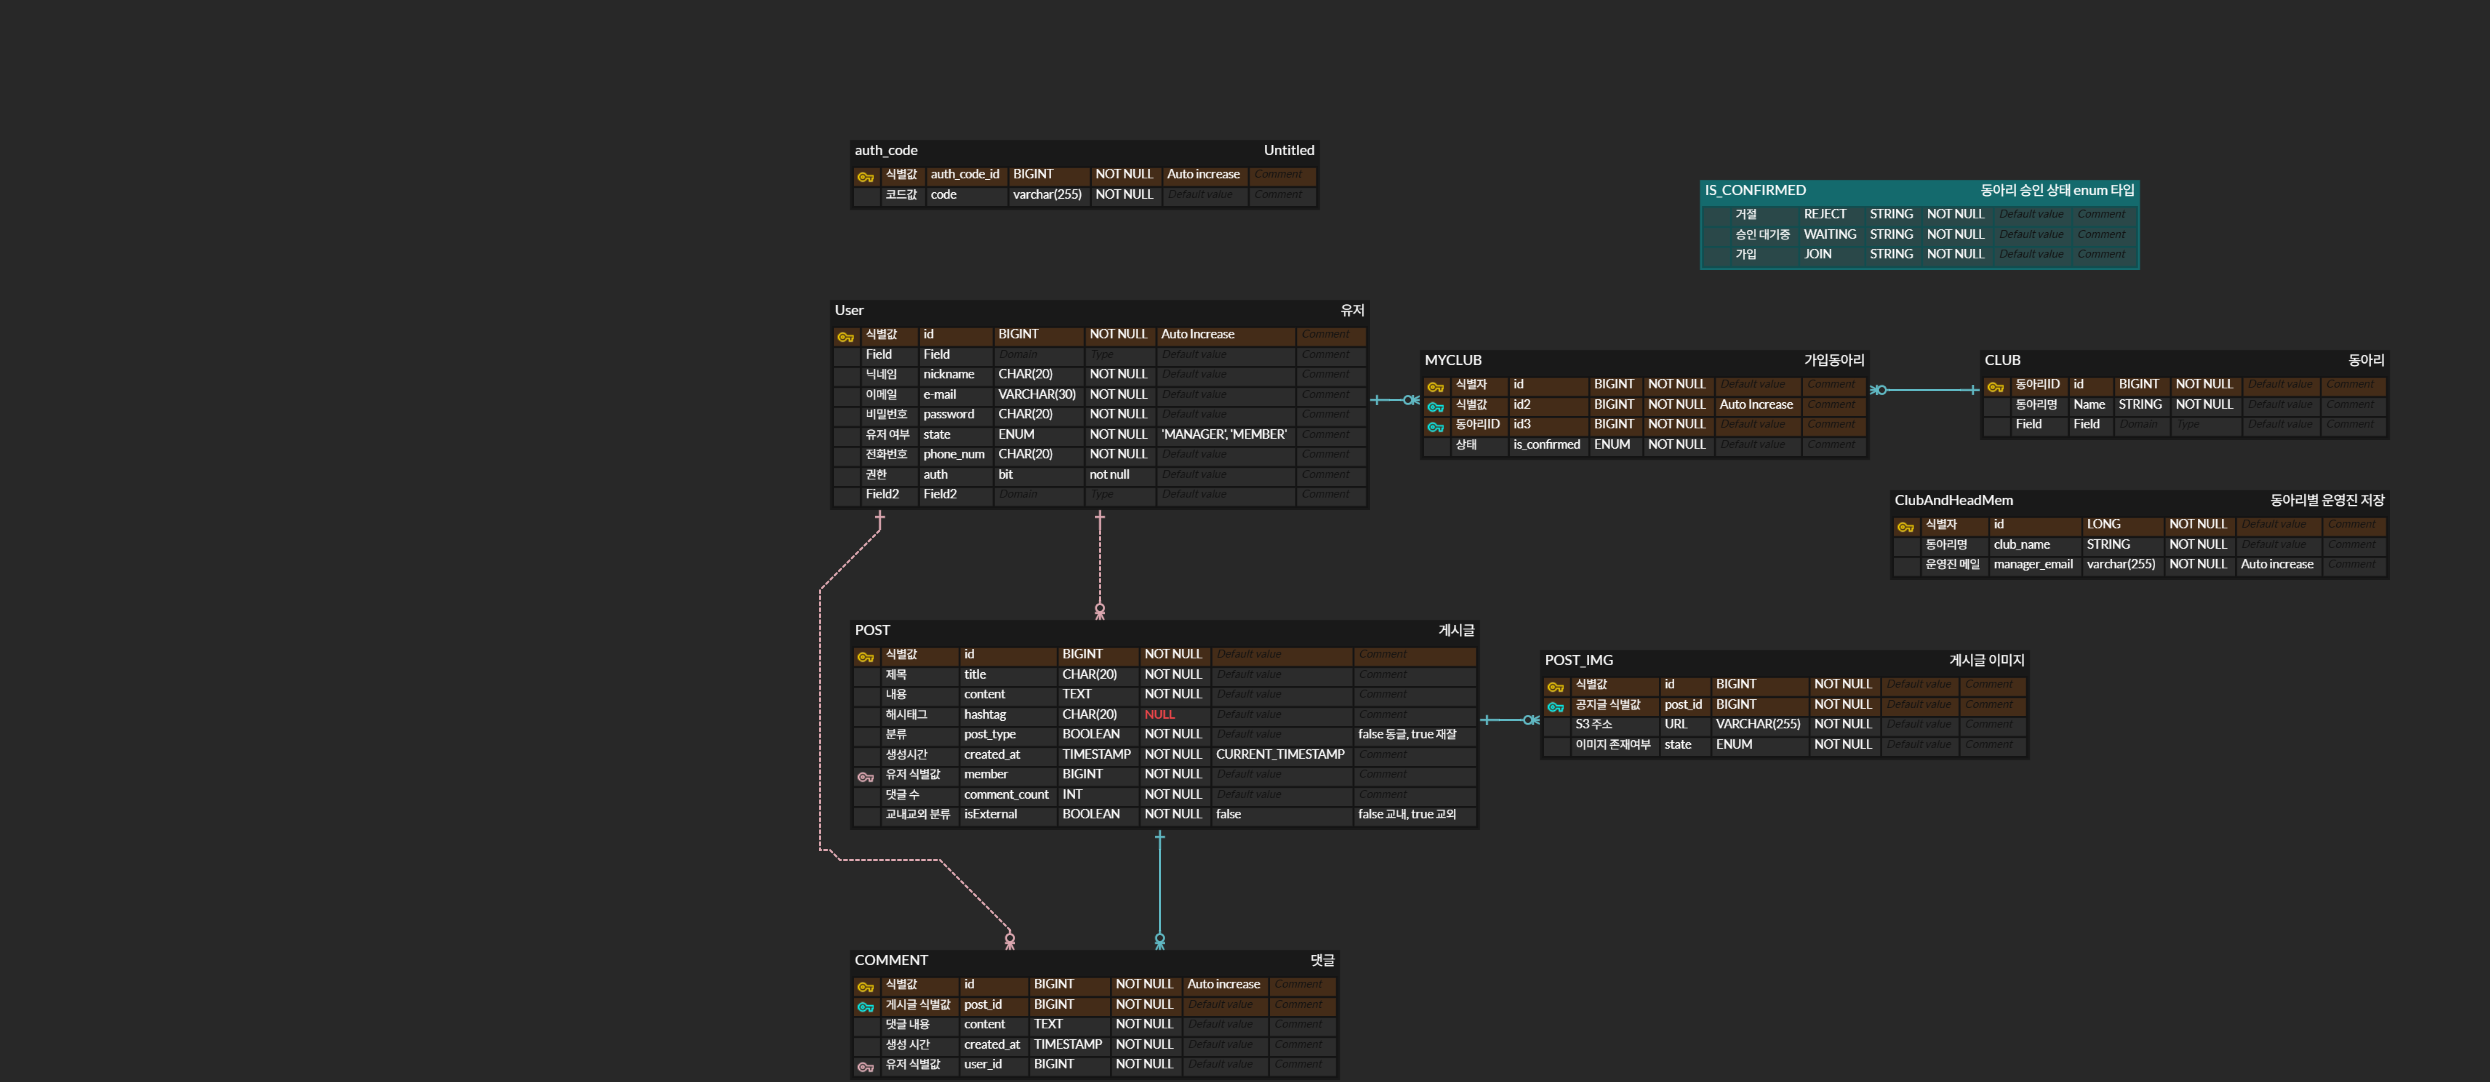 auth_code Untitled
식별값 auth_code_id BIGINT NOT NULL Auto increase Comment
코드값 code varchar(255) NOT NULL Default value Comment
IS_CONFIRMED 동아리 승인 상태 enum 타입
거절 REJECT STRING NOT NULL Default value Comment
승인 대기중 WAITING STRING NOT NULL Default value Comment
가입 JOIN STRING NOT NULL Default value Comment
User 유저
식별값 id BIGINT NOT NULL Auto Increase Comment
Field Field Domain Type Default value Comment
닉네임 nickname CHAR(20) NOT NULL Default value Comment
이메일 e-mail VARCHAR(30) NOT NULL Default value Comment
비밀번호 password CHAR(20) NOT NULL Default value Comment
유저 여부 state ENUM NOT NULL 'MANAGER', 'MEMBER' Comment
전화번호 phone_num CHAR(20) NOT NULL Default value Comment
권한 auth bit not null Default value Comment
Field2 Field2 Domain Type Default value Comment
MYCLUB 가입동아리
식별자 id BIGINT NOT NULL Default value Comment
식별값 id2 BIGINT NOT NULL Auto Increase Comment
동아리ID id3 BIGINT NOT NULL Default value Comment
상태 is_confirmed ENUM NOT NULL Default value Comment
CLUB 동아리
동아리ID id BIGINT NOT NULL Default value Comment
동아리명 Name STRING NOT NULL Default value Comment
Field Field Domain Type Default value Comment
ClubAndHeadMem 동아리별 운영진 저장
식별자 id LONG NOT NULL Default value Comment
동아리명 club_name STRING NOT NULL Default value Comment
운영진 메일 manager_email varchar(255) NOT NULL Auto increase Comment
POST 게시글
식별값 id BIGINT NOT NULL Default value Comment
제목 title CHAR(20) NOT NULL Default value Comment
내용 content TEXT NOT NULL Default value Comment
헤시태그 hashtag CHAR(20) NULL Default value Comment
분류 post_type BOOLEAN NOT NULL Default value false 동글, true 재잘
생성시간 created_at TIMESTAMP NOT NULL CURRENT_TIMESTAMP Comment
유저 식별값 member BIGINT NOT NULL Default value Comment
댓글 수 comment_count INT NOT NULL Default value Comment
교내교외 분류 isExternal BOOLEAN NOT NULL false false 교내, true 교외
POST_IMG 게시글 이미지
식별값 id BIGINT NOT NULL Default value Comment
공지글 식별값 post_id BIGINT NOT NULL Default value Comment
S3 주소 URL VARCHAR(255) NOT NULL Default value Comment
이미지 존재여부 state ENUM NOT NULL Default value Comment
COMMENT 댓글
식별값 id BIGINT NOT NULL Auto increase Comment
게시글 식별값 post_id BIGINT NOT NULL Default value Comment
댓글 내용 content TEXT NOT NULL Default value Comment
생성 시간 created_at TIMESTAMP NOT NULL Default value Comment
유저 식별값 user_id BIGINT NOT NULL Default value Comment